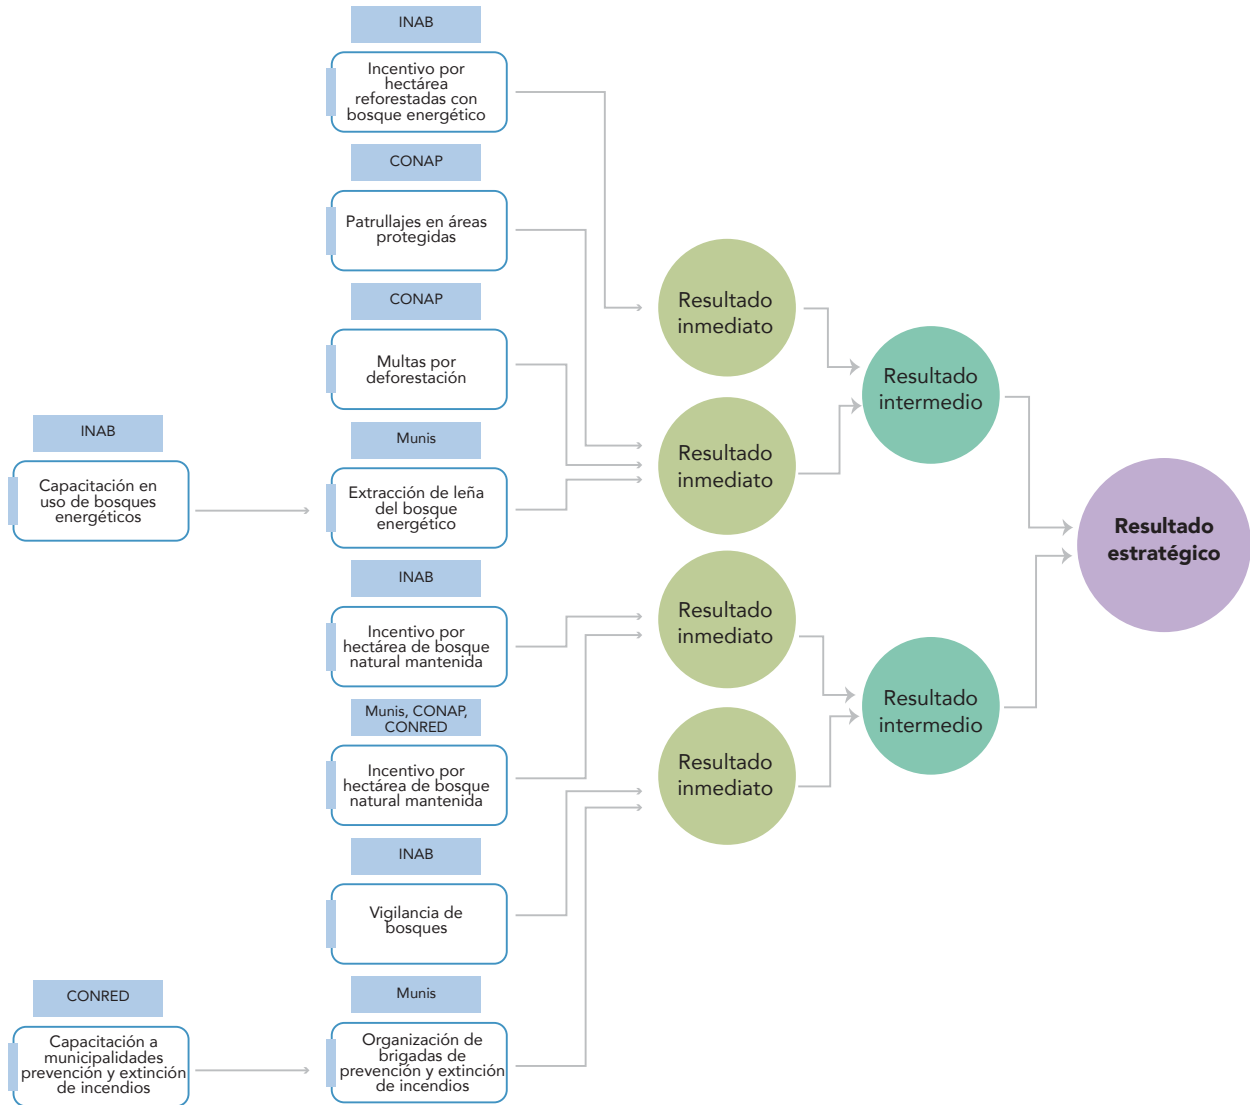 INAB
Incentivo por
hectárea
reforestadas con
bosque energético
CONAP
Patrullajes en áreas
protegidas
CONAP
Multas por
deforestación
INAB
Capacitación en
uso de bosques
energéticos
Munis
Extracción de leña
del bosque
energético
INAB
Incentivo por
hectárea de bosque
natural mantenida
Munis, CONAP,
CONRED
Incentivo por
hectárea de bosque
natural mantenida
INAB
Vigilancia de
bosques
CONRED
Capacitación a
municipalidades
prevención y extinción
de incendios
Munis
Organización de
brigadas de
prevención y extinción
de incendios
Resultado
inmediato
Resultado
inmediato
Resultado
inmediato
Resultado
inmediato
Resultado
intermedio
Resultado
intermedio
Resultado
estratégico